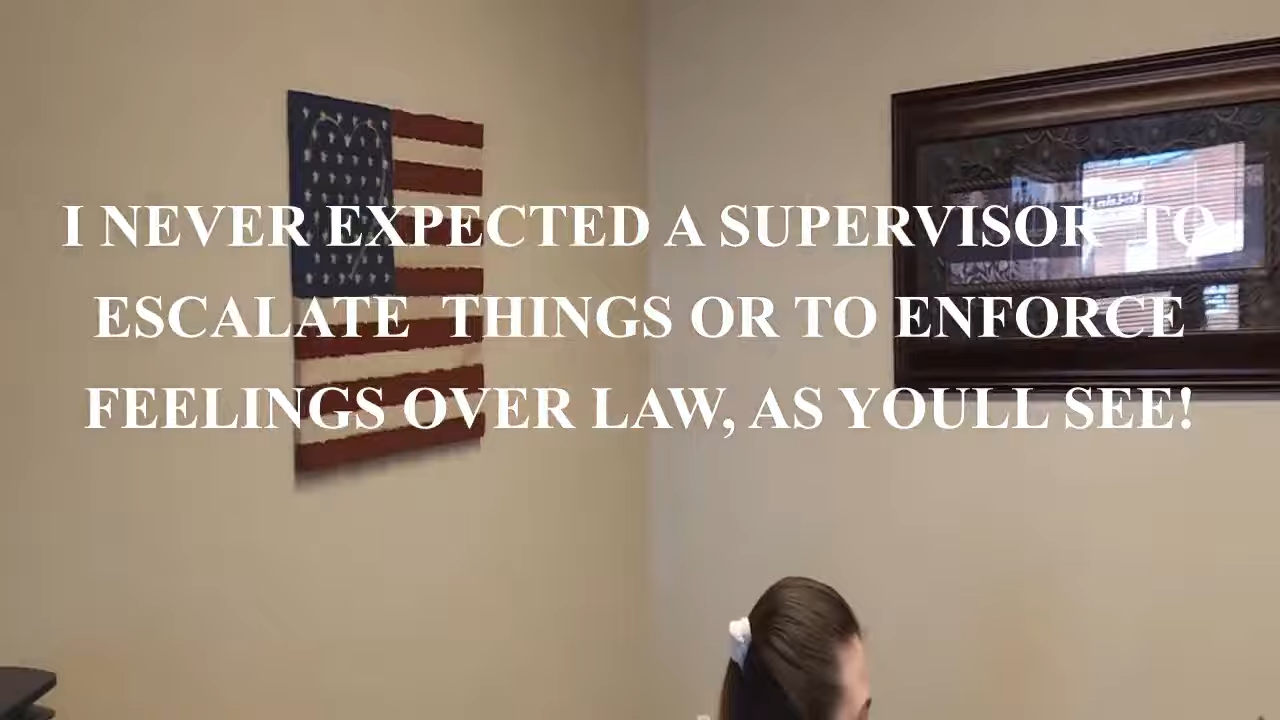 I NEVER EXPECTED A SUPERVISOR TO
ESCALATE THINGS OR TO ENFORCE
FEELINGS OVER LAW, AS YOULL SEE!